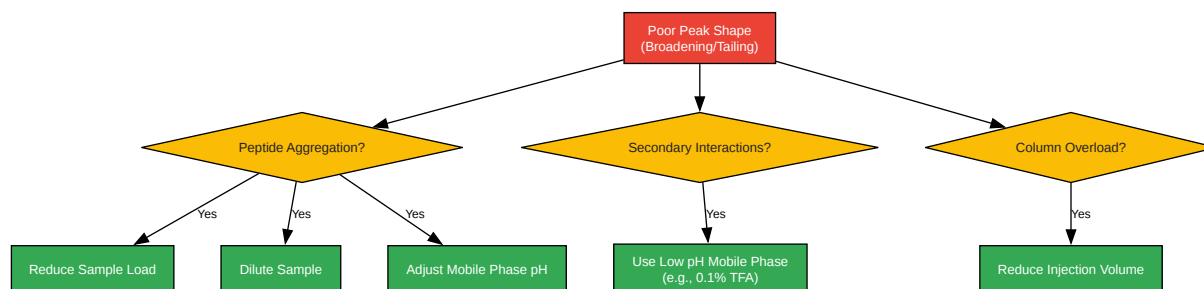 Poor Peak Shape
(Broadening/Tailing)
Peptide Aggregation?
Secondary Interactions?
Column Overload?
Yes
Yes
Yes
Yes
Yes
Reduce Sample Load
Dilute Sample
Adjust Mobile Phase pH
Use Low pH Mobile Phase
(e.g., 0.1% TFA)
Reduce Injection Volume